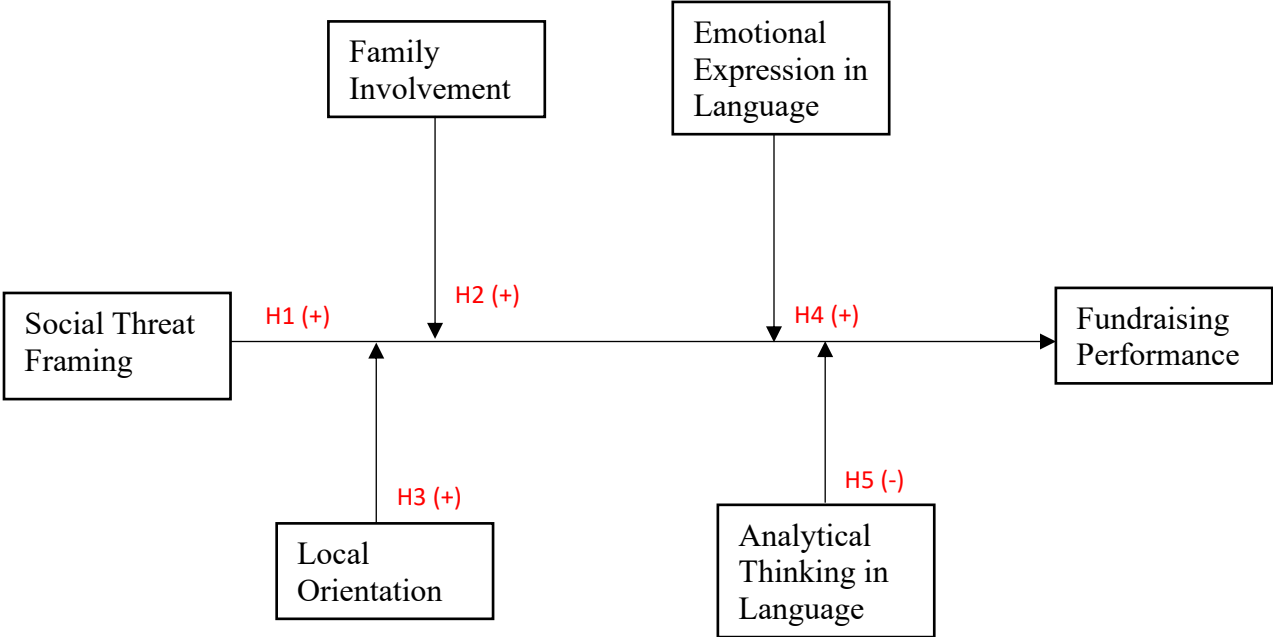 Family
Involvement
Emotional
Expression in
Language
H2 (+)
H1 (+)
H4 (+)
Social Threat
Framing
Fundraising
Performance
H3 (+)
H5 (-)
Local
Orientation
Analytical
Thinking in
Language